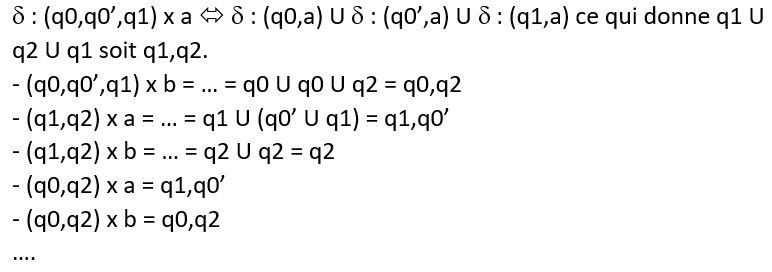 δ : (q0,q0’,q1) x a ⇔ δ : (q0,a) U δ : (q0’,a) U δ : (q1,a) ce qui donne q1 U
q2 U q1 soit q1,q2.
- (q0,q0’,q1) x b = … = q0 U q0 U q2 = q0,q2
- (q1,q2) x a = … = q1 U (q0’ U q1) = q1,q0’
- (q1,q2) x b = … = q2 U q2 = q2
- (q0,q2) x a = q1,q0’
- (q0,q2) x b = q0,q2
….